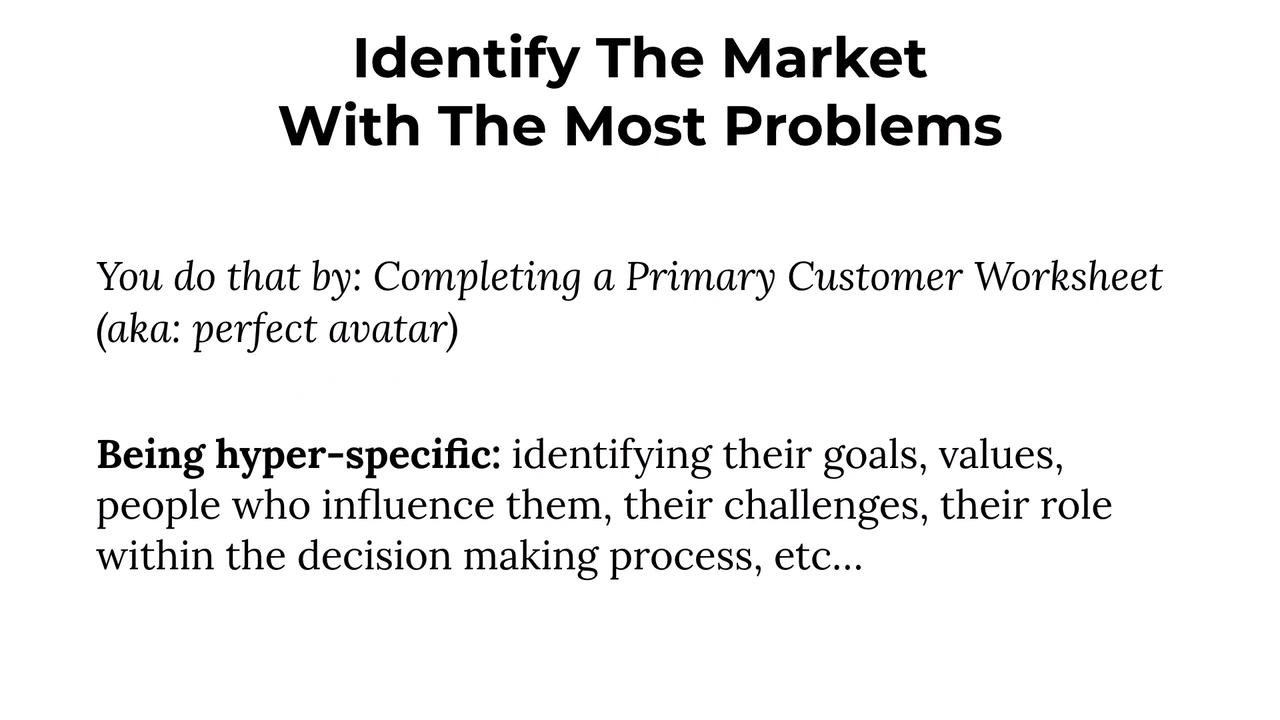 Identify The Market
With The Most Problems
You do that by: Completing a Primary Customer Worksheet
(aka: perfect avatar)
Being hyper-specific: identifying their goals, values,
people who influence them, their challenges, their role
within the decision making process, etc...